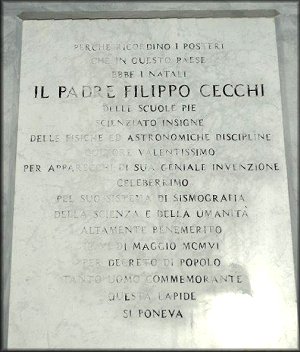 PERCHÈ RICORDINO I POSTERI
CHE IN QUESTO PAESE
EBBE I NATALI
IL PADRE FILIPPO CECCHI
DELLE SCUOLE PIE
SCIENZIATO INSIGNE
DELLE FISICHE ED ASTRONOMICHE DISCIPLINE
CULTORE VALENTISSIMO
PER APPARECCHI DI SUA GENIALE INVENZIONE
CELEBERRIMO
PEL SUO SISTEMA DI SISMOGRAFIA
DELLA SCIENZA E DELLA UMANITÀ
ALTAMENTE BENEMERITO
DI MAGGIO MCMVI
PER DECRETO DI POPOLO
TANTO UOMO COMMEMORANTE
QUESTA LAPIDE
SI PONEVA